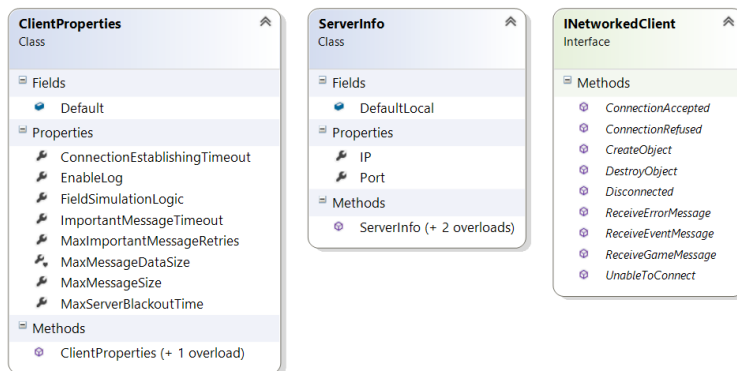 ClientProperties
Class
Fields
Default
Properties
ConnectionEstablishingTimeout
EnableLog
FieldSimulationLogic
ImportantMessageTimeout
MaxImportantMessageRetries
MaxMessageDataSize
MaxMessageSize
MaxServerBlackoutTime
Methods
ClientProperties (+ 1 overload)
ServerInfo
Class
Fields
DefaultLocal
Properties
IP
Port
Methods
ServerInfo (+ 2 overloads)
INetworkedClient
Interface
Methods
ConnectionAccepted
ConnectionRefused
CreateObject
DestroyObject
Disconnected
ReceiveErrorMessage
ReceiveEventMessage
ReceiveGameMessage
UnableToConnect